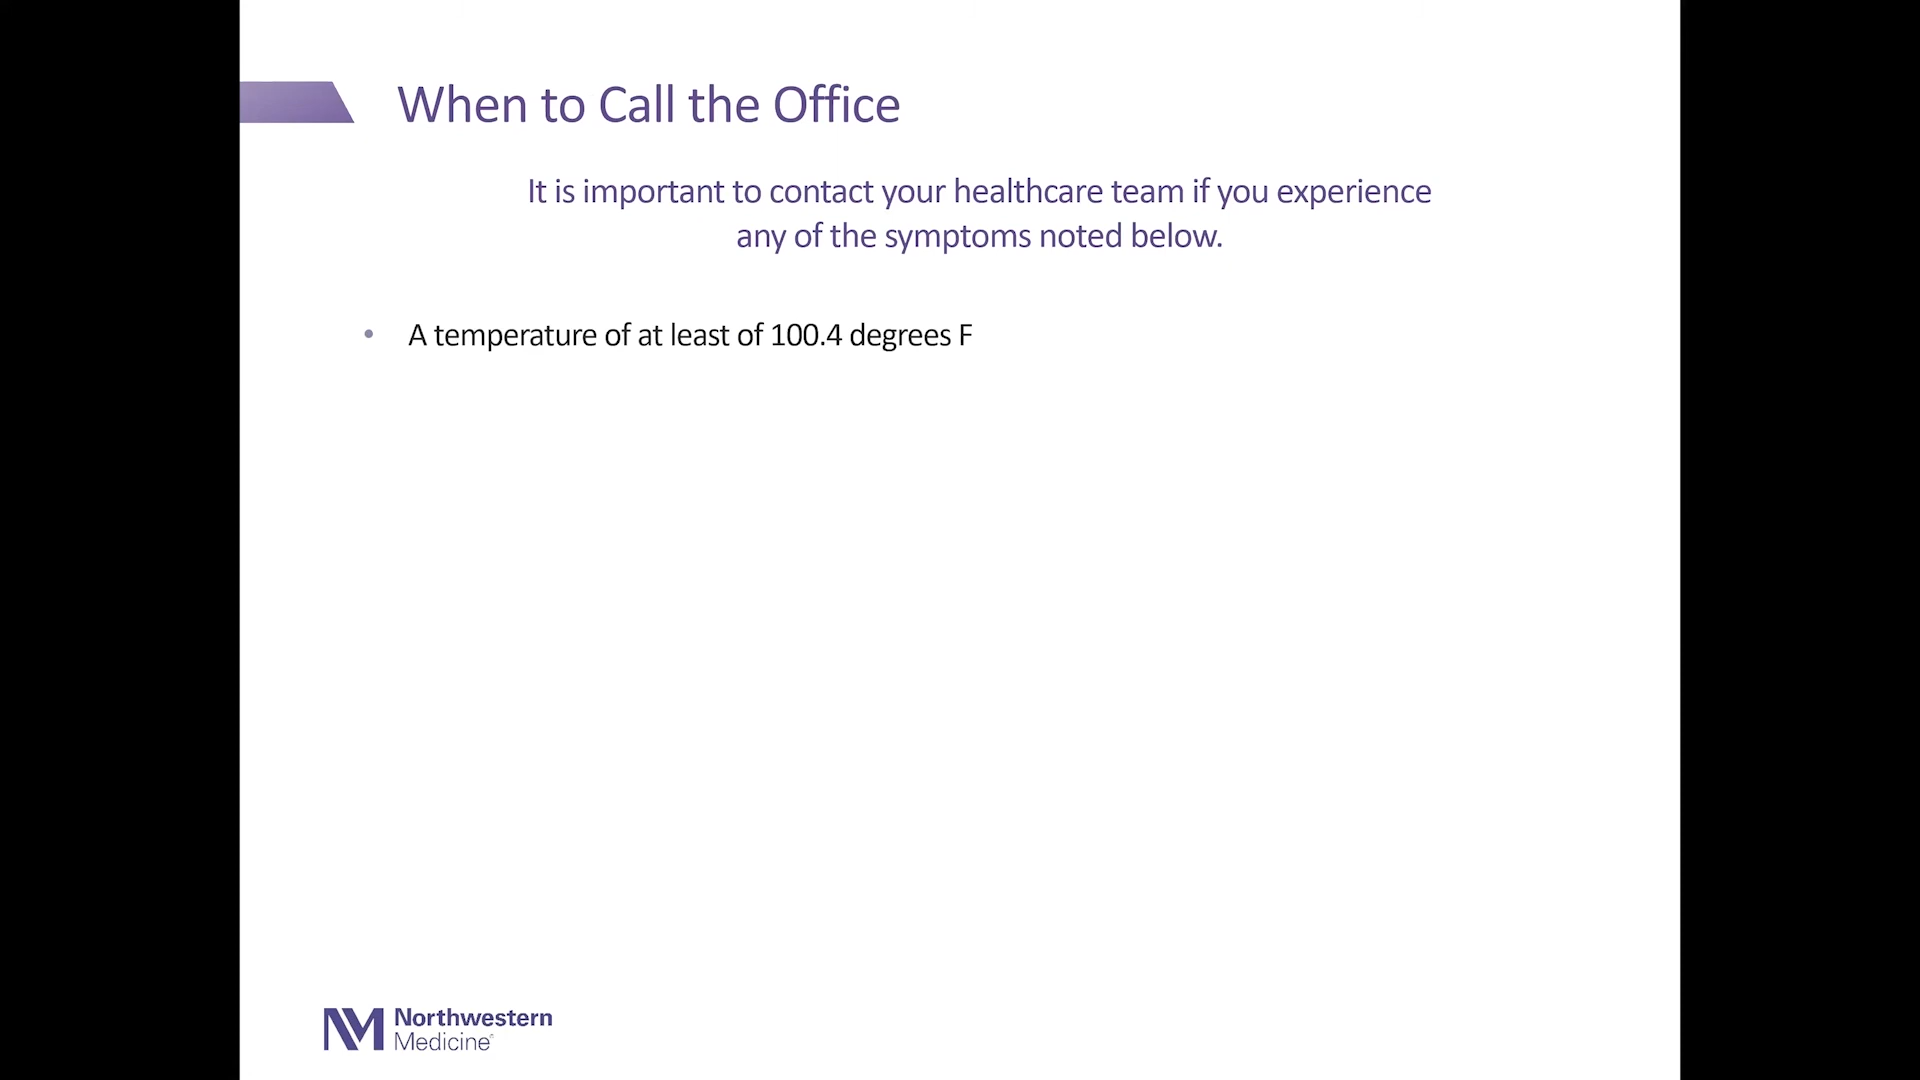 When to Call the Office
It is important to contact your healthcare team if you experience
any of the symptoms noted below.
• A temperature of at least of 100.4 degrees F
Northwestern
Medicine®